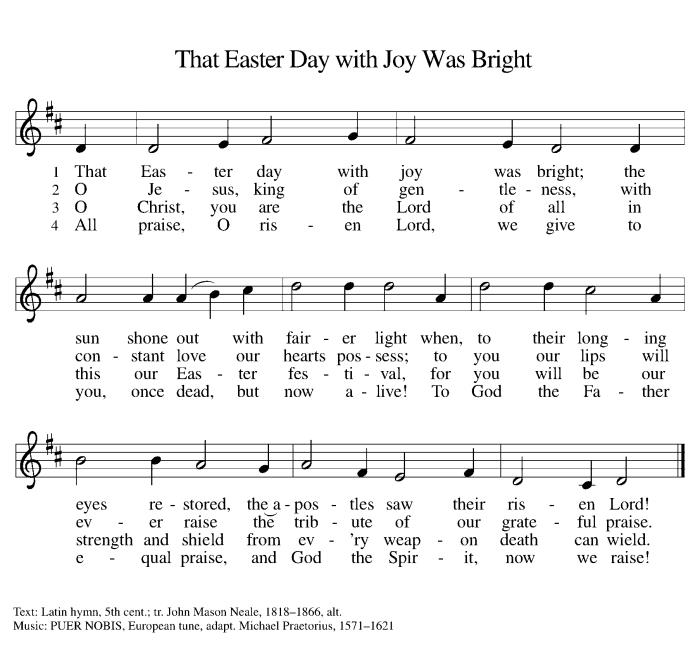 That Easter Day with Joy Was Bright
1 That Eas - ter day with joy was bright; the
2 O Je - sus, king of gen - tle - ness, with
3 O Christ, you are the Lord of all in
4 All praise, O ris - en Lord, we give to
sun shone out with fair - er light when, to their long - ing
con - stant love our hearts pos - sess; to you our lips will
this our Eas - ter fes - ti - val, for you will be our
you, once dead, but now a - live! To God the Fa - ther
eyes re - stored, the a - pos - tles saw their ris - en Lord!
ev - er raise the trib - ute of our grate - ful praise.
strength and shield from ev - 'ry weap - on death can wield.
e - qual praise, and God the Spir - it, now we raise!
Text: Latin hymn, 5th cent.; tr. John Mason Neale, 1818–1866, alt.
Music: PUER NOBIS, European tune, adapt. Michael Praetorius, 1571–1621